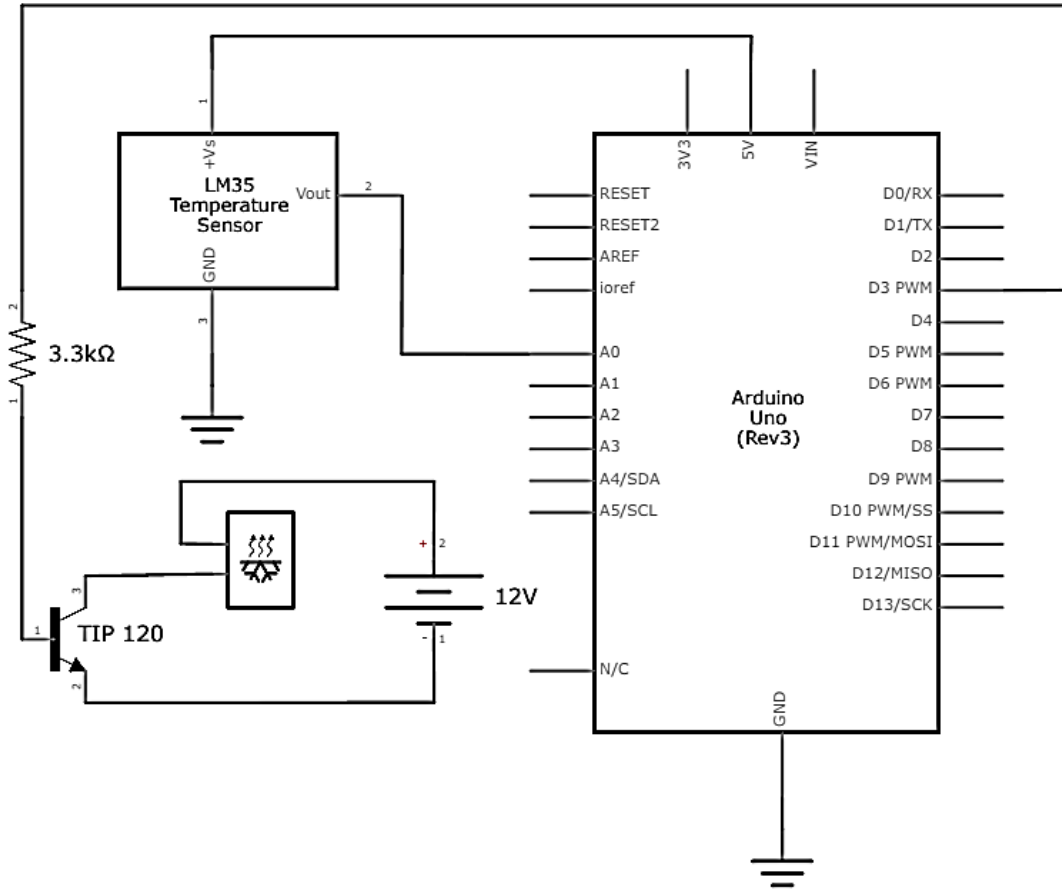 1
+Vs
LM35
Temperature
Sensor
Vout
2
GND
3
2
3.3kΩ
1
3V3
5V
VIN
RESET
RESET2
AREF
ioref
A0
A1
A2
A3
A4/SDA
A5/SCL
N/C
Arduino
Uno
(Rev3)
D0/RX
D1/TX
D2
D3 PWM
D4
D5 PWM
D6 PWM
D7
D8
D9 PWM
D10 PWM/SS
D11 PWM/MOSI
D12/MISO
D13/SCK
GND
+ 2
12V
- 1
3
1
TIP 120
2